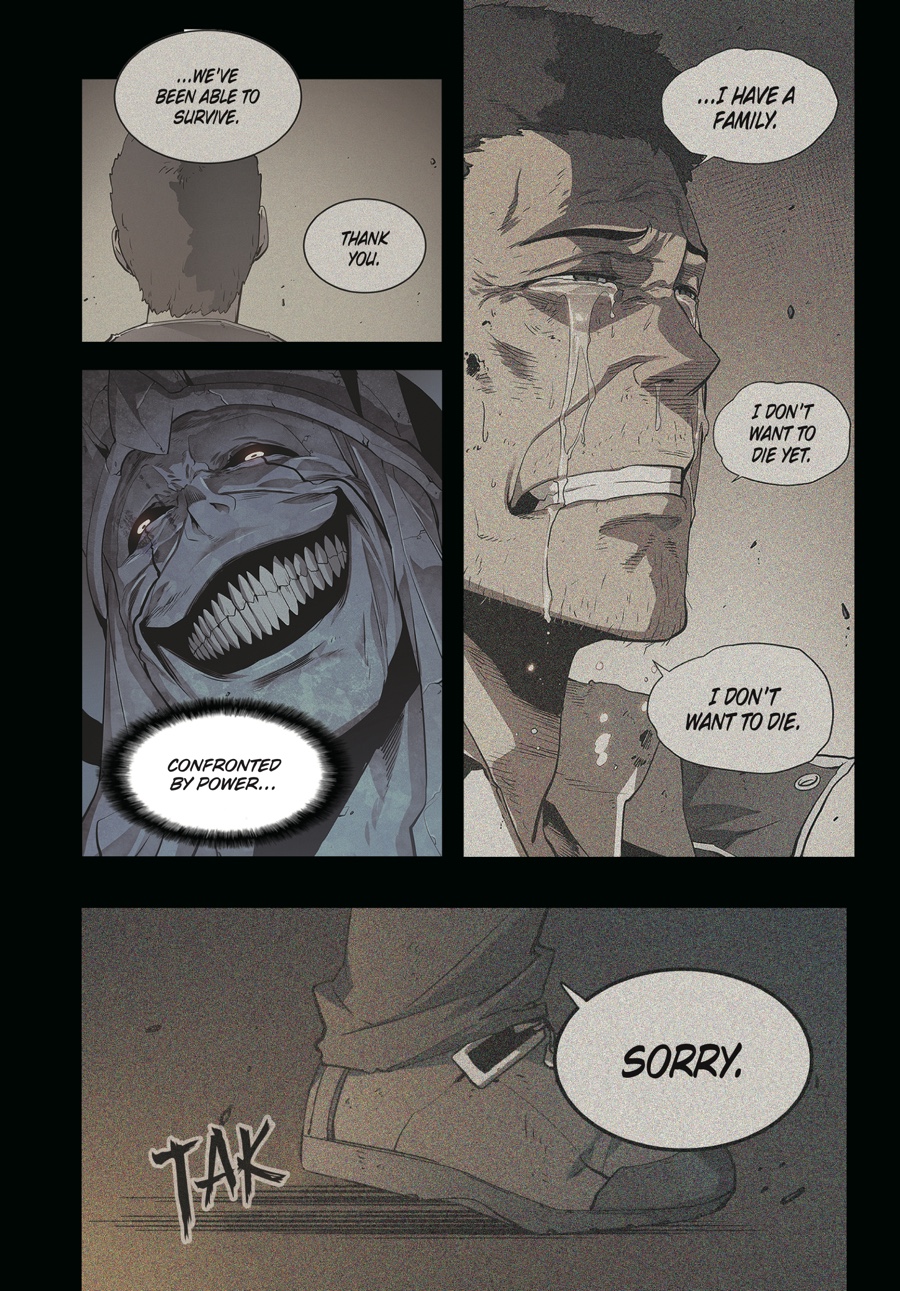 ...WE'VE
BEEN ABLE TO
SURVIVE.
THANK
YOU.
...I HAVE A
FAMILY.
I DON'T
WANT TO
DIE YET.
I DON'T
WANT TO DIE.
CONFRONTED
BY POWER...
SORRY.
TAK